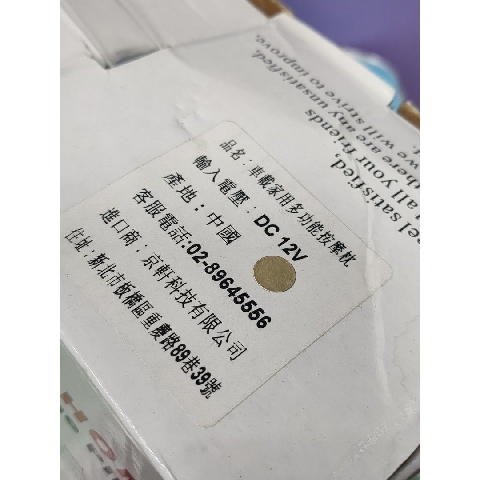 品名：車載家用多功能按摩枕
輸入電壓：DC 12V
產地：中國
客服電話:02-89645556
進口商：京軒科技有限公司
住址:新北市板橋區重慶路89巷39號
el satisfied,
all your friends
there are any unsatisfied,
we will strive to improve.